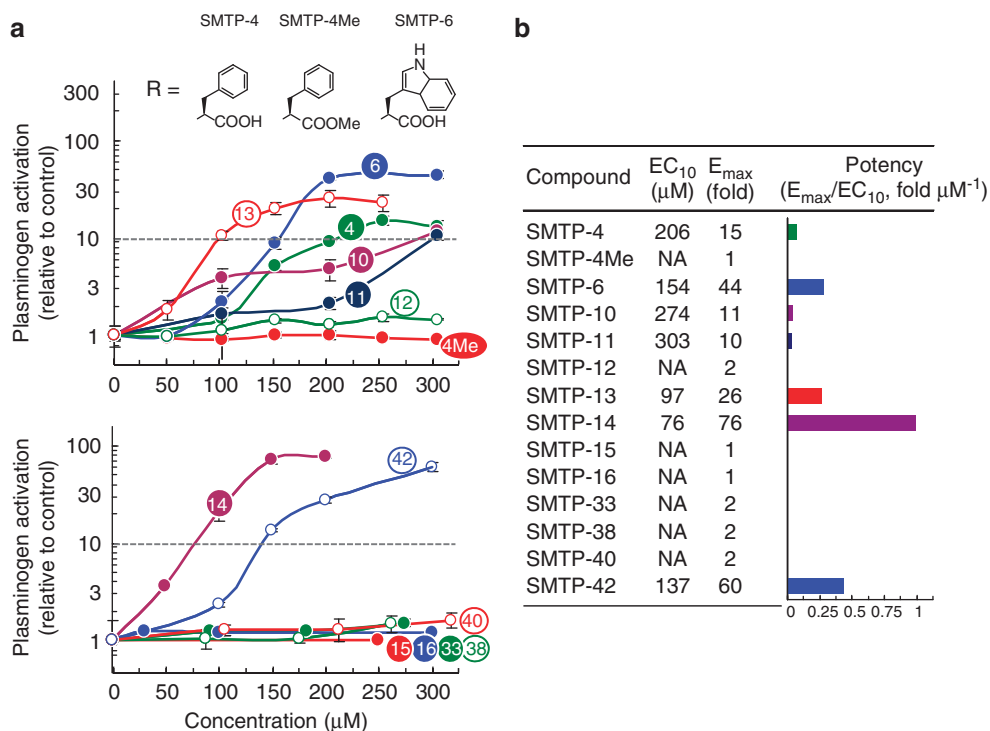 a
SMTP-4 SMTP-4Me SMTP-6
R =
COOH
COOMe
H
N
COOH
Plasminogen activation
(relative to control)
300
100
30
10
3
1
6
13
4
10
11
12
4Me
0 50 100 150 200 250 300
Plasminogen activation
(relative to control)
100
30
10
3
1
42
14
40
15 16 33 38
0 50 100 150 200 250 300
Concentration (μM)
b
Compound EC10 (μM) Emax (fold) Potency (Emax/EC10, fold μM-1)
SMTP-4 206 15
SMTP-4Me NA 1
SMTP-6 154 44
SMTP-10 274 11
SMTP-11 303 10
SMTP-12 NA 2
SMTP-13 97 26
SMTP-14 76 76
SMTP-15 NA 1
SMTP-16 NA 1
SMTP-33 NA 2
SMTP-38 NA 2
SMTP-40 NA 2
SMTP-42 137 60
0 0.25 0.5 0.75 1